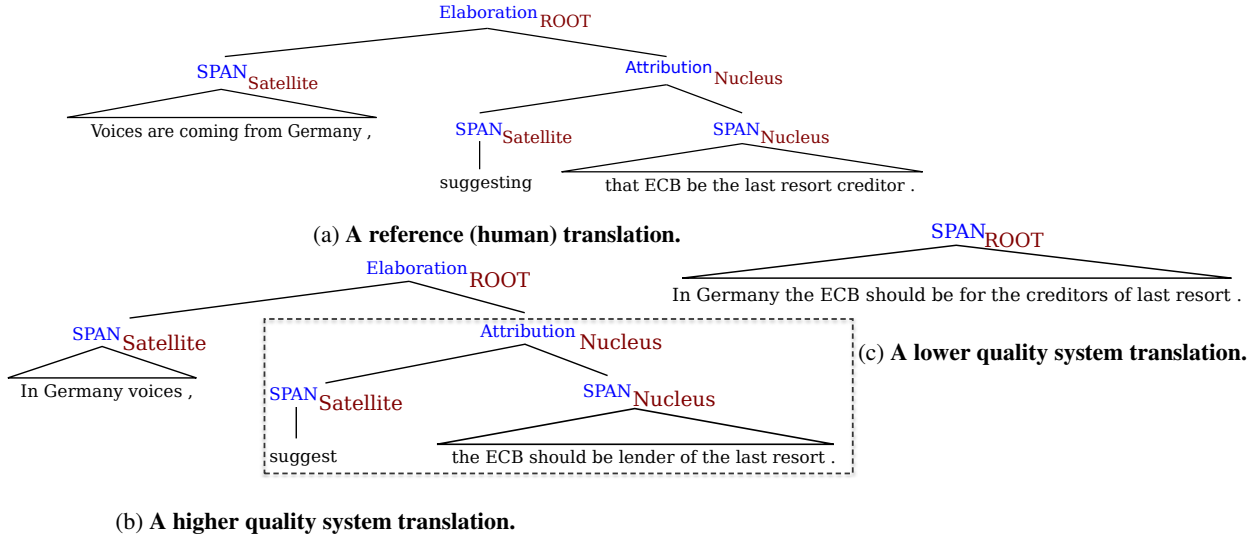 Elaboration ROOT
SPAN Satellite
Attribution Nucleus
Voices are coming from Germany ,
SPAN Satellite
SPAN Nucleus
suggesting
that ECB be the last resort creditor .
(a) A reference (human) translation.
Elaboration ROOT
SPAN Satellite
In Germany voices ,
Attribution Nucleus
SPAN Satellite
SPAN Nucleus
suggest
the ECB should be lender of the last resort .
(b) A higher quality system translation.
SPAN ROOT
In Germany the ECB should be for the creditors of last resort .
(c) A lower quality system translation.